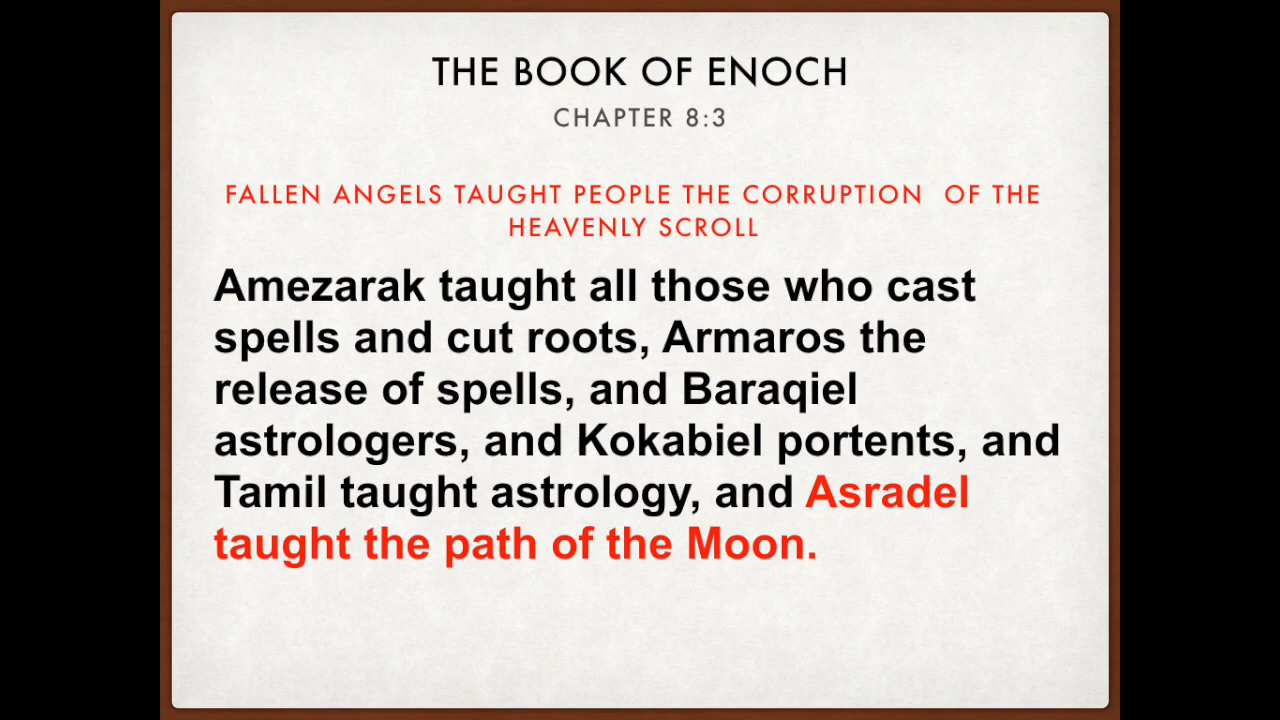 THE BOOK OF ENOCH
CHAPTER 8:3
FALLEN ANGELS TAUGHT PEOPLE THE CORRUPTION OF THE
HEAVENLY SCROLL
Amezarak taught all those who cast
spells and cut roots, Armaros the
release of spells, and Baraqiel
astrologers, and Kokabiel portents, and
Tamil taught astrology, and Asradel
taught the path of the Moon.